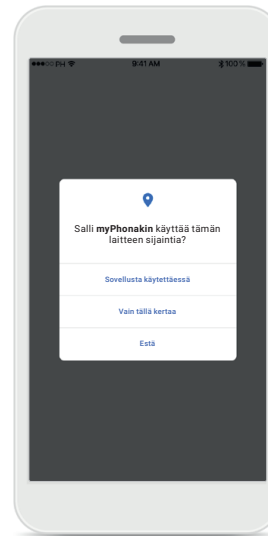 PH 9:41 AM 100%
Salli myPhonakin käyttää tämän
laitteen sijaintia?
Sovellusta käytettäessä
Vain tällä kertaa
Estä